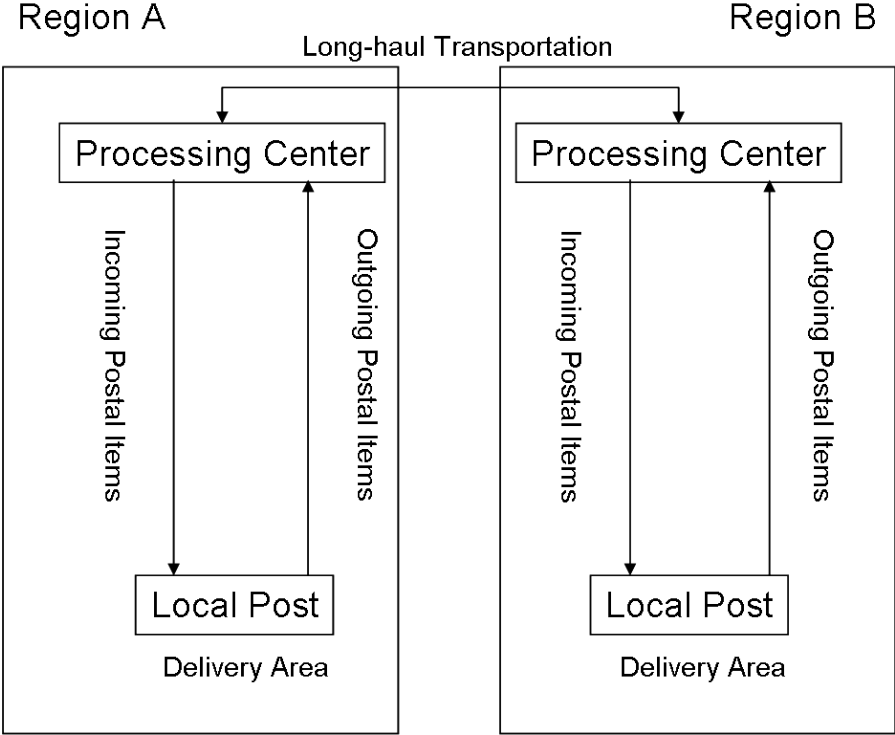 Region A
Region B
Long-haul Transportation
Processing Center
Processing Center
Incoming Postal Items
Outgoing Postal Items
Incoming Postal Items
Outgoing Postal Items
Local Post
Local Post
Delivery Area
Delivery Area